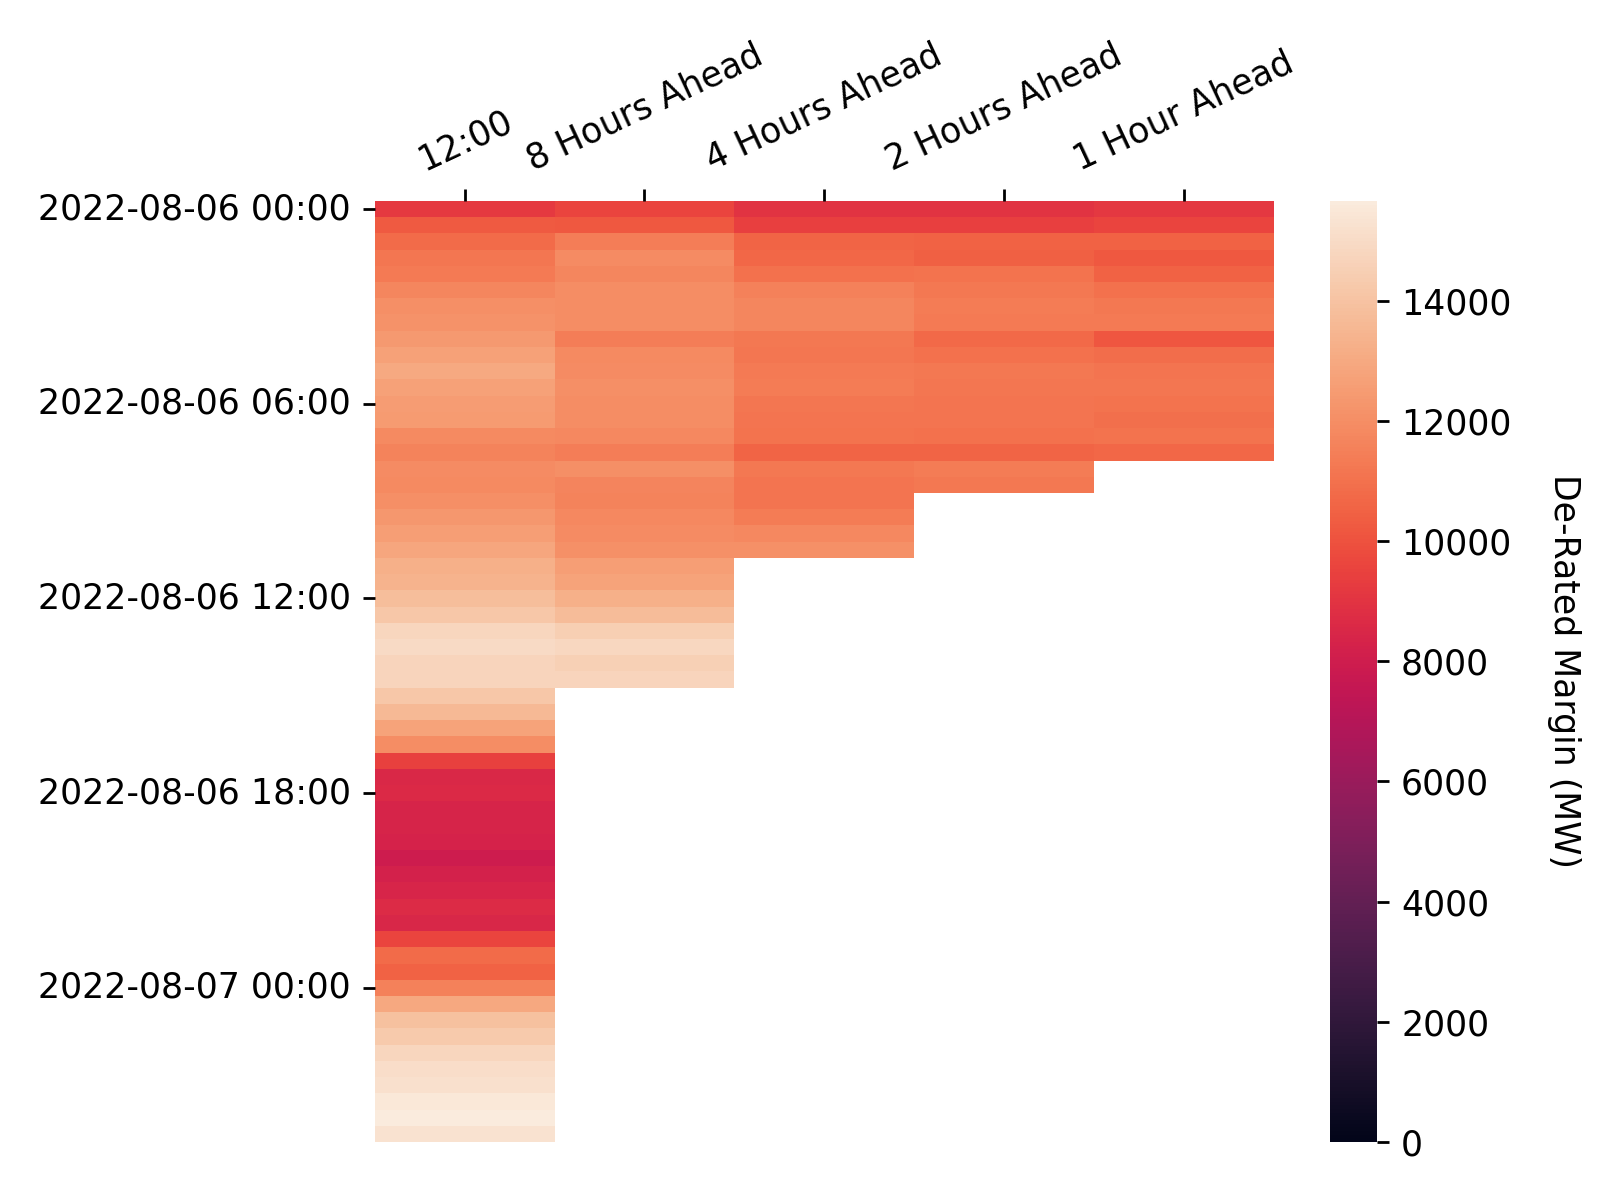 12:00
8 Hours Ahead
4 Hours Ahead
2 Hours Ahead
1 Hour Ahead
2022-08-06 00:00
2022-08-06 06:00
2022-08-06 12:00
2022-08-06 18:00
2022-08-07 00:00
14000
12000
10000
8000
6000
4000
2000
0
De-Rated Margin (MW)